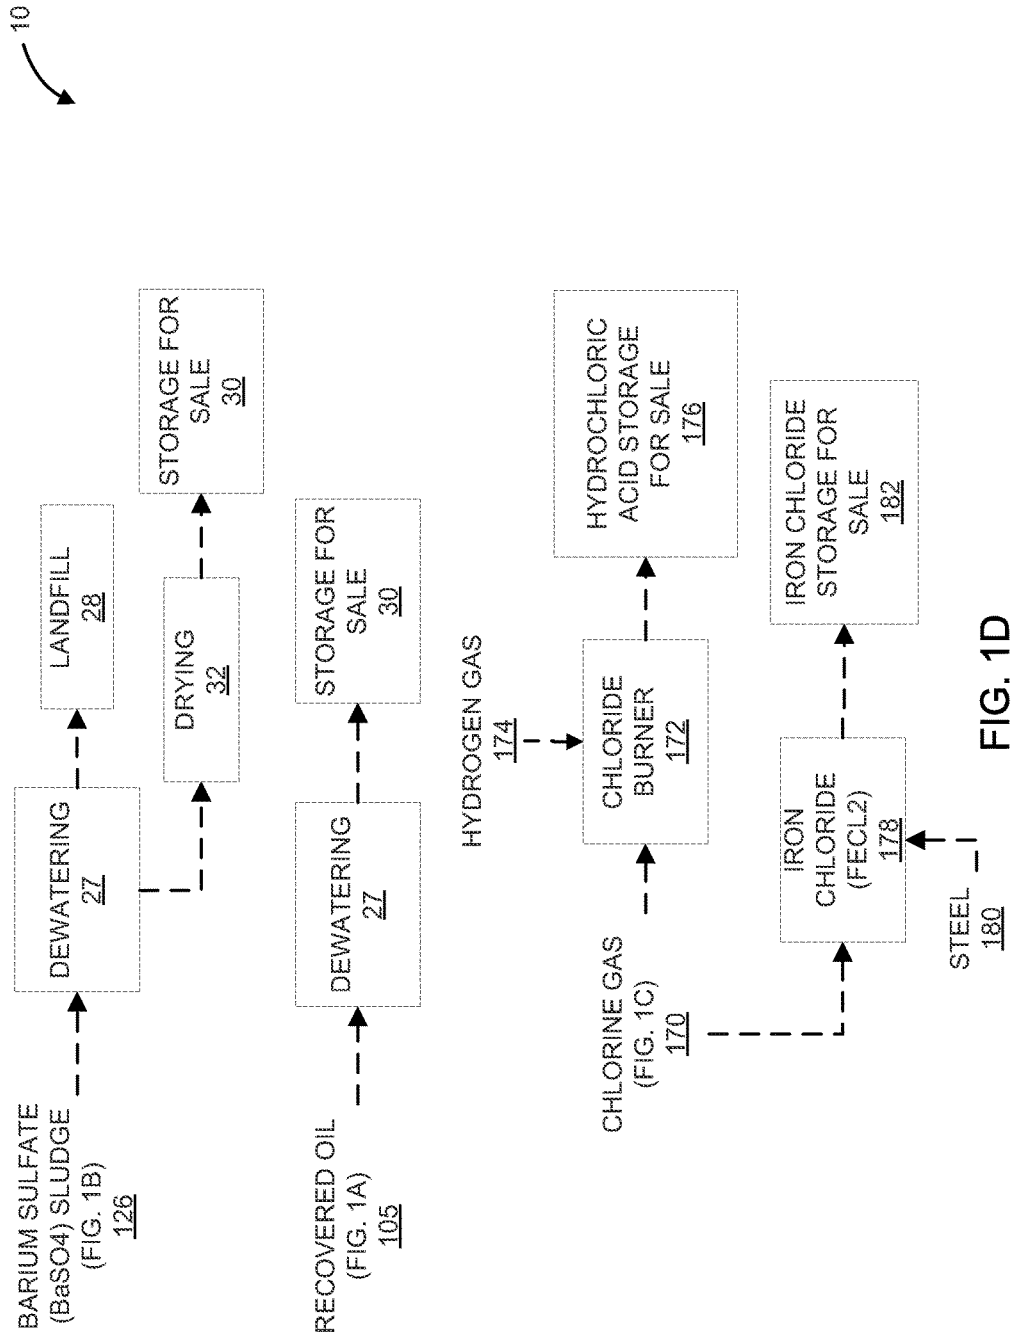 10
BARIUM SULFATE
(BaSO4) SLUDGE
(FIG. 1B)
126
DEWATERING
27
LANDFILL
28
DRYING
32
STORAGE FOR
SALE
30
RECOVERED OIL
(FIG. 1A)
105
DEWATERING
27
STORAGE FOR
SALE
30
HYDROGEN GAS
174
CHLORINE GAS
(FIG. 1C)
170
CHLORIDE
BURNER
172
HYDROCHLORIC
ACID STORAGE
FOR SALE
176
STEEL
180
IRON
CHLORIDE
(FECL2)
178
IRON CHLORIDE
STORAGE FOR
SALE
182
FIG. 1D